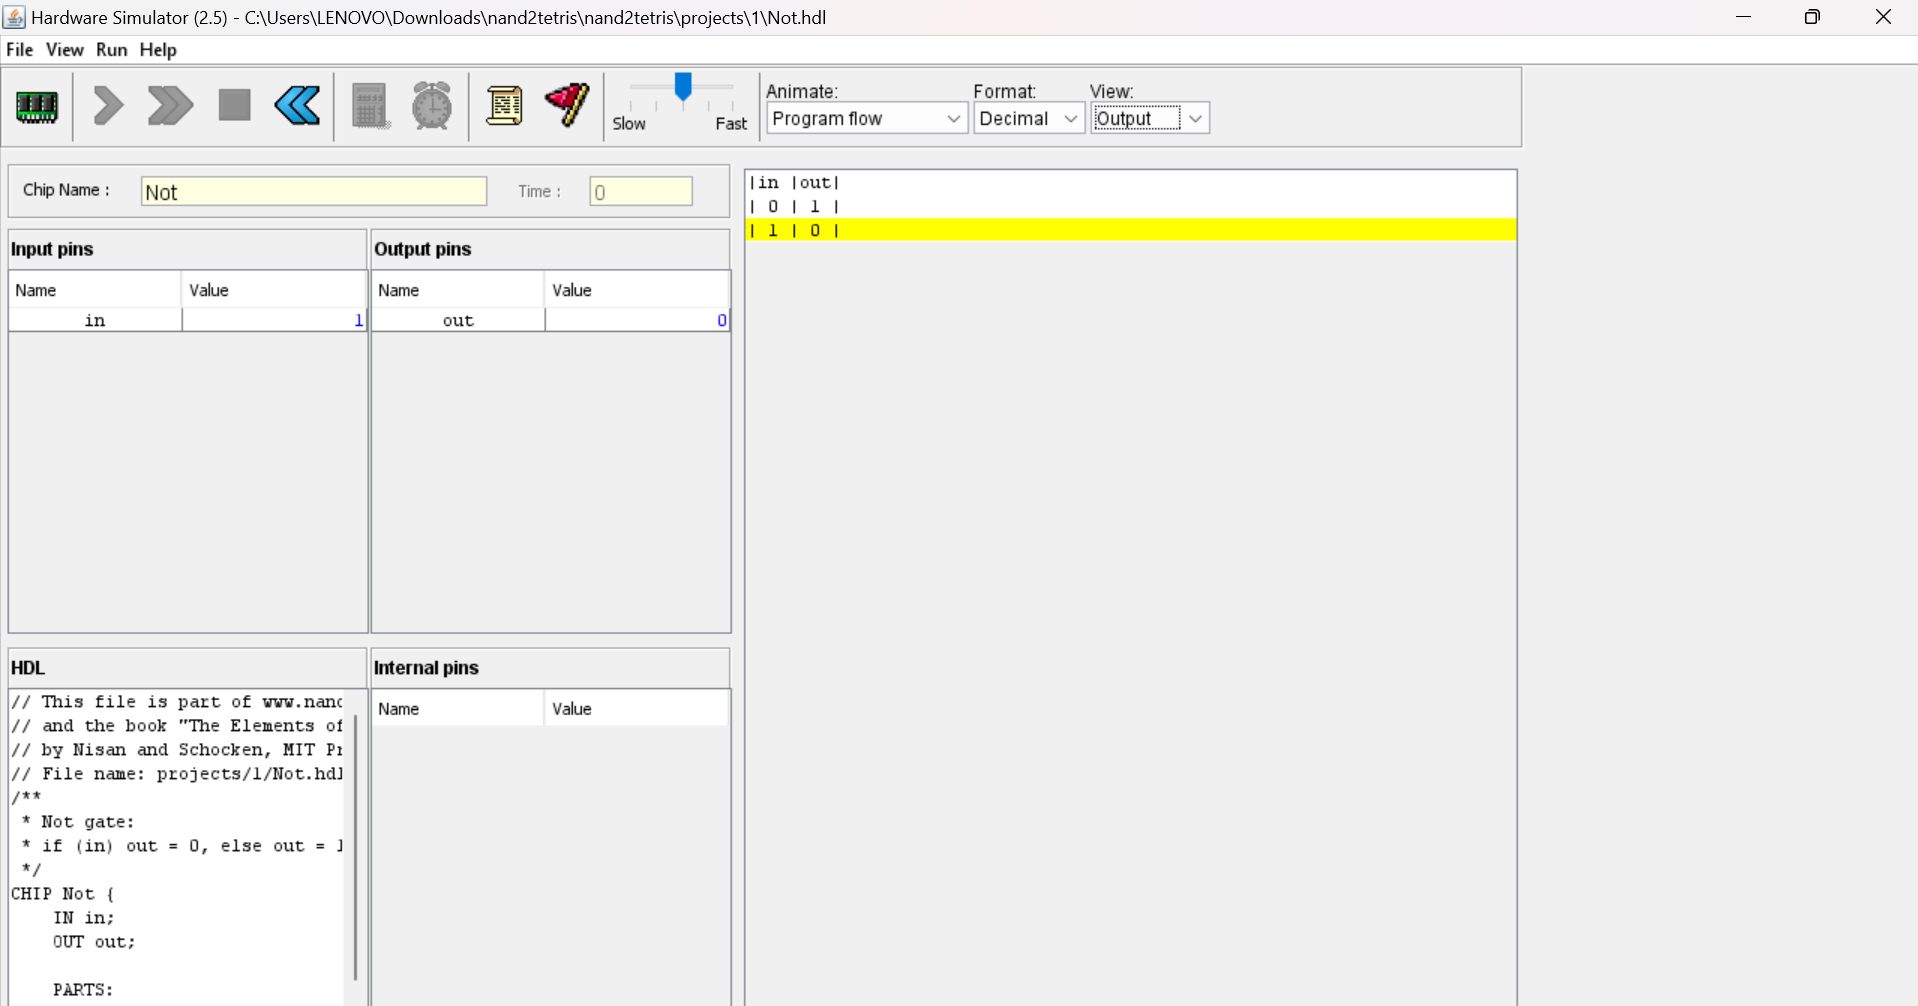 Hardware Simulator (2.5) - C:\Users\LENOVO\Downloads\nand2tetris\nand2tetris\projects\1\Not.hdl
File View Run Help
Slow Fast
Animate: Format: View:
Program flow Decimal Output
Chip Name : Not Time : 0
Input pins
Name Value
in 1
Output pins
Name Value
out 0
|in |out|
| 0 | 1 |
| 1 | 0 |
HDL
// This file is part of www.nand
// and the book "The Elements of
// by Nisan and Schocken, MIT Pr
// File name: projects/1/Not.hdl
/**
* Not gate:
* if (in) out = 0, else out = 1
*/
CHIP Not {
IN in;
OUT out;
PARTS:
Internal pins
Name Value